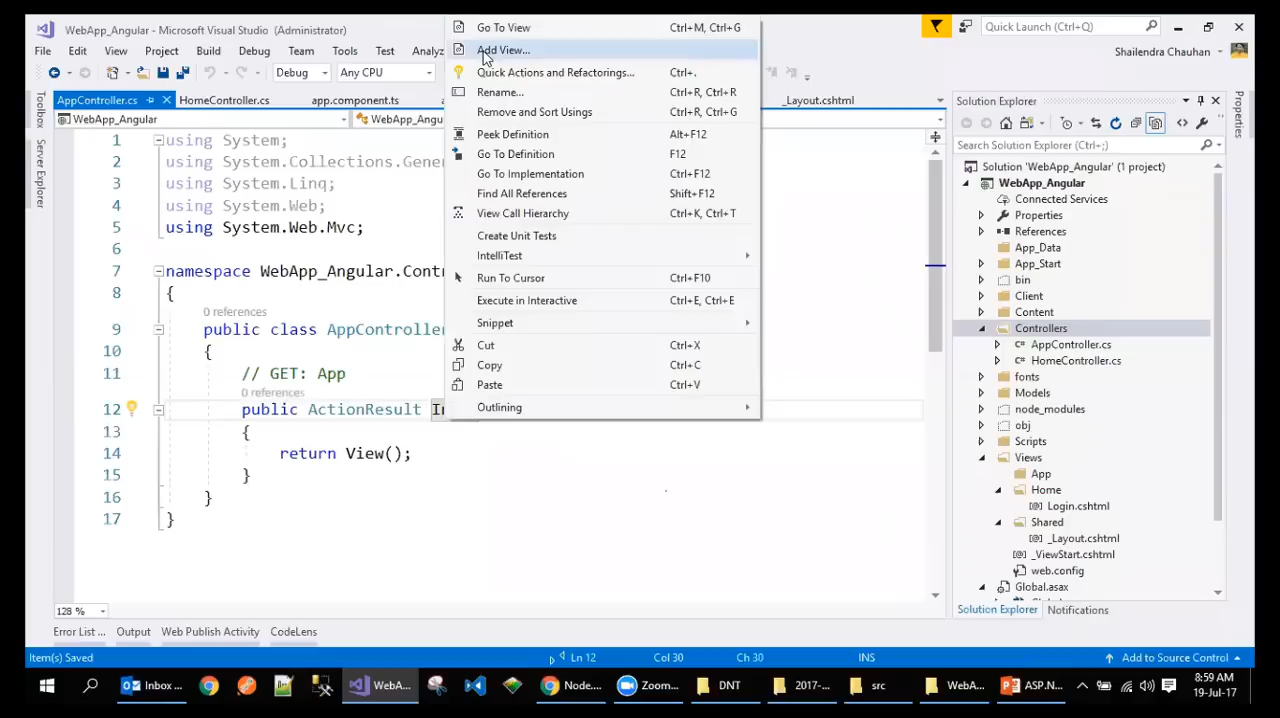 WebApp_Angular - Microsoft Visual Studio (Administrator)
Quick Launch (Ctrl+Q)
File Edit View Project Build Debug Team Tools Test Analyz
Shailendra Chauhan
Debug Any CPU
AppController.cs HomeController.cs app.component.ts _Layout.cshtml
WebApp_Angular WebApp_Angu
Toolbox
Server Explorer
1 using System;
2 using System.Collections.Gener
3 using System.Linq;
4 using System.Web;
5 using System.Web.Mvc;
6
7 namespace WebApp_Angular.Contr
8 {
0 references
9 public class AppController
10 {
11 // GET: App
0 references
12 public ActionResult In
13 {
14 return View();
15 }
16 }
17 }
Go To View Ctrl+M, Ctrl+G
Add View...
Quick Actions and Refactorings... Ctrl+.
Rename... Ctrl+R, Ctrl+R
Remove and Sort Usings Ctrl+R, Ctrl+G
Peek Definition Alt+F12
Go To Definition F12
Go To Implementation Ctrl+F12
Find All References Shift+F12
View Call Hierarchy Ctrl+K, Ctrl+T
Create Unit Tests
IntelliTest
Run To Cursor Ctrl+F10
Execute in Interactive Ctrl+E, Ctrl+E
Snippet
Cut Ctrl+X
Copy Ctrl+C
Paste Ctrl+V
Outlining
Solution Explorer
Search Solution Explorer (Ctrl+;)
Solution 'WebApp_Angular' (1 project)
WebApp_Angular
Connected Services
Properties
References
App_Data
App_Start
bin
Client
Content
Controllers
C# AppController.cs
C# HomeController.cs
fonts
Models
node_modules
obj
Scripts
Views
App
Home
[@] Login.cshtml
Shared
[@] _Layout.cshtml
[@] _ViewStart.cshtml
web.config
Global.asax
Solution Explorer Notifications
Properties
128 %
Error List ... Output Web Publish Activity CodeLens
Item(s) Saved Ln 12 Col 30 Ch 30 INS Add to Source Control
Inbox ... WebA... Node.... Zoom... DNT 2017-... src WebA... ASP.N...
8:59 AM
19-Jul-17